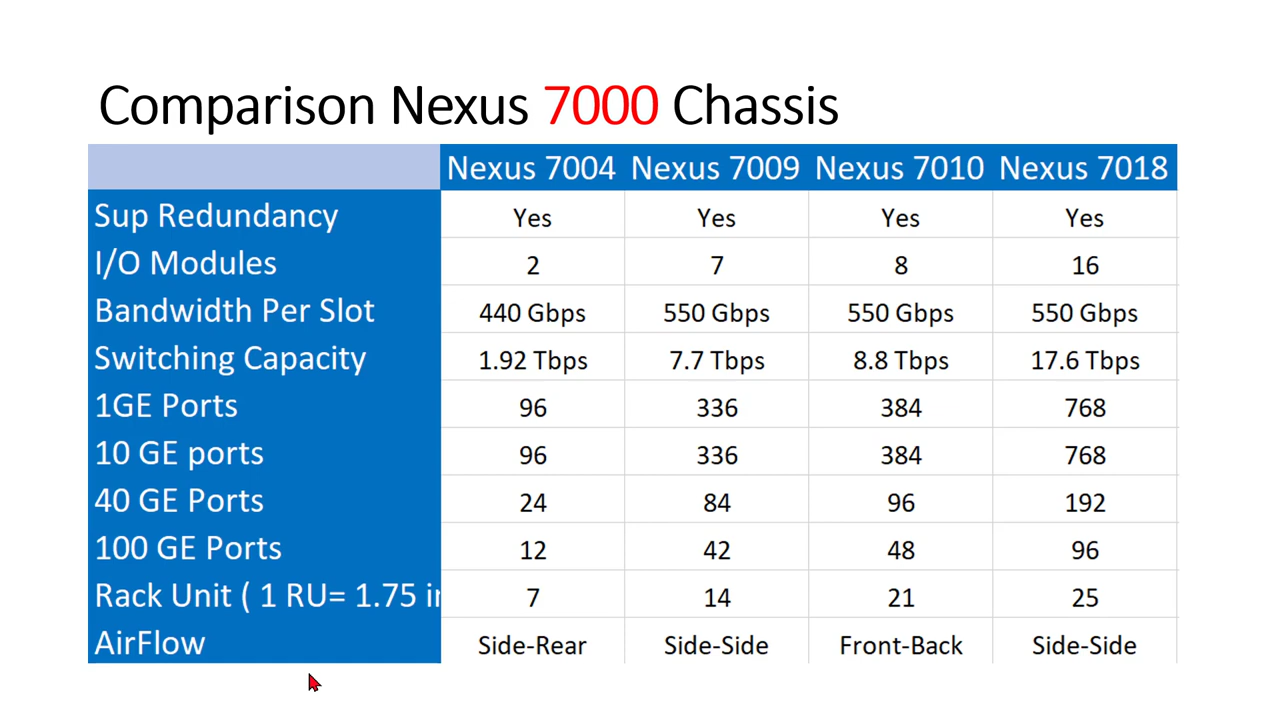 Comparison Nexus 7000 Chassis
Nexus 7004 Nexus 7009 Nexus 7010 Nexus 7018
Sup Redundancy Yes Yes Yes Yes
I/O Modules 2 7 8 16
Bandwidth Per Slot 440 Gbps 550 Gbps 550 Gbps 550 Gbps
Switching Capacity 1.92 Tbps 7.7 Tbps 8.8 Tbps 17.6 Tbps
1GE Ports 96 336 384 768
10 GE ports 96 336 384 768
40 GE Ports 24 84 96 192
100 GE Ports 12 42 48 96
Rack Unit ( 1 RU= 1.75 in 7 14 21 25
AirFlow Side-Rear Side-Side Front-Back Side-Side